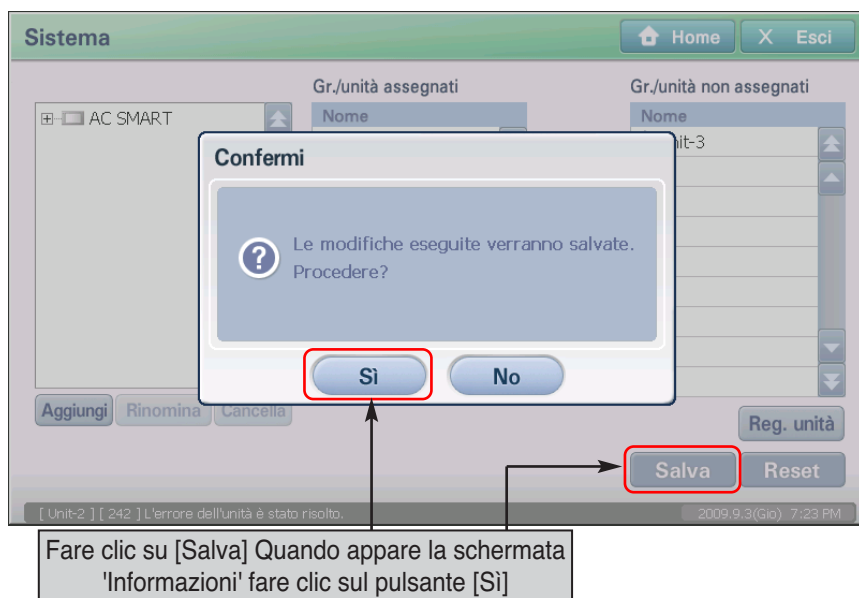 Sistema
Home
X Esci
Gr./unità assegnati
Gr./unità non assegnati
AC SMART
Nome
Nome
nit-3
Confermi
Le modifiche eseguite verranno salvate.
Procedere?
Sì
No
Aggiungi
Rinomina
Cancella
Reg. unità
Salva
Reset
[ Unit-2 ] [ 242 ] L'errore dell'unità è stato risolto.
2009.9.3(Gio) 7:23 PM
Fare clic su [Salva] Quando appare la schermata
'Informazioni' fare clic sul pulsante [Sì]